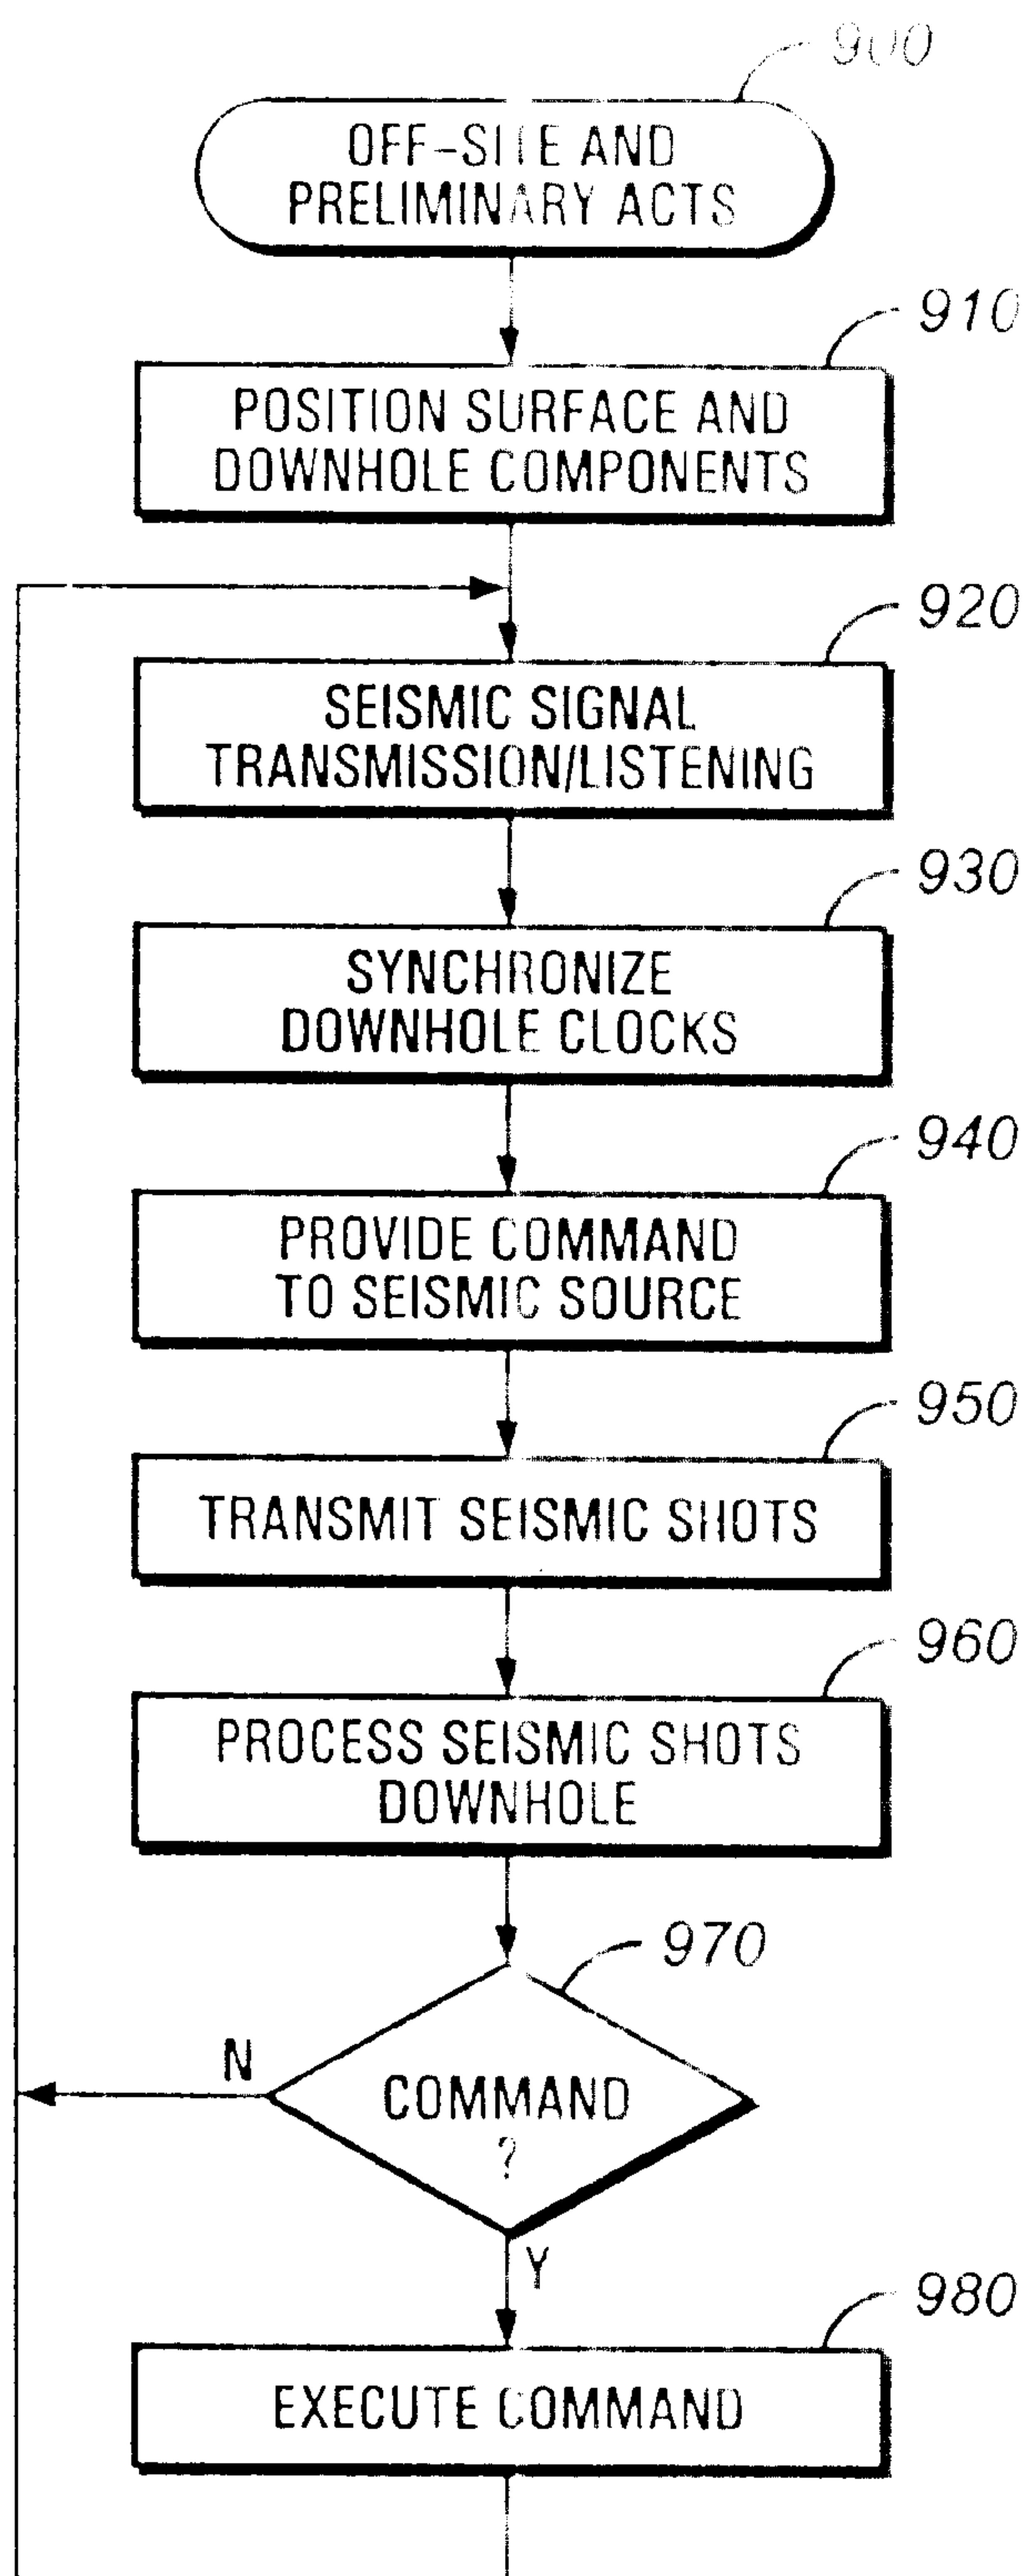 900
OFF-SITE AND
PRELIMINARY ACTS
910
POSITION SURFACE AND
DOWNHOLE COMPONENTS
920
SEISMIC SIGNAL
TRANSMISSION/LISTENING
930
SYNCHRONIZE
DOWNHOLE CLOCKS
940
PROVIDE COMMAND
TO SEISMIC SOURCE
950
TRANSMIT SEISMIC SHOTS
960
PROCESS SEISMIC SHOTS
DOWNHOLE
970
N
COMMAND
?
Y
980
EXECUTE COMMAND